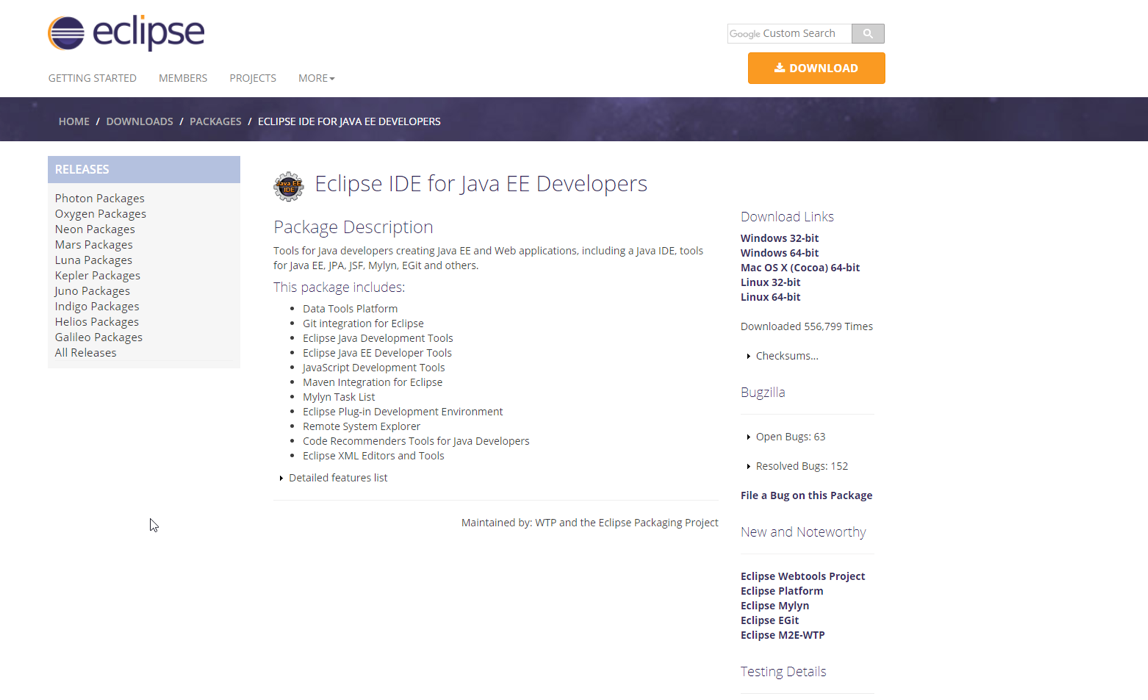 eclipse
Google Custom Search
DOWNLOAD
GETTING STARTED MEMBERS PROJECTS MORE
HOME / DOWNLOADS / PACKAGES / ECLIPSE IDE FOR JAVA EE DEVELOPERS
RELEASES
Photon Packages
Oxygen Packages
Neon Packages
Mars Packages
Luna Packages
Kepler Packages
Juno Packages
Indigo Packages
Helios Packages
Galileo Packages
All Releases
Java EE
IDE
Eclipse IDE for Java EE Developers
Package Description
Tools for Java developers creating Java EE and Web applications, including a Java IDE, tools
for Java EE, JPA, JSF, Mylyn, EGit and others.
This package includes:
Data Tools Platform
Git integration for Eclipse
Eclipse Java Development Tools
Eclipse Java EE Developer Tools
JavaScript Development Tools
Maven Integration for Eclipse
Mylyn Task List
Eclipse Plug-in Development Environment
Remote System Explorer
Code Recommenders Tools for Java Developers
Eclipse XML Editors and Tools
Detailed features list
Maintained by: WTP and the Eclipse Packaging Project
Download Links
Windows 32-bit
Windows 64-bit
Mac OS X (Cocoa) 64-bit
Linux 32-bit
Linux 64-bit
Downloaded 556,799 Times
Checksums...
Bugzilla
Open Bugs: 63
Resolved Bugs: 152
File a Bug on this Package
New and Noteworthy
Eclipse Webtools Project
Eclipse Platform
Eclipse Mylyn
Eclipse EGit
Eclipse M2E-WTP
Testing Details